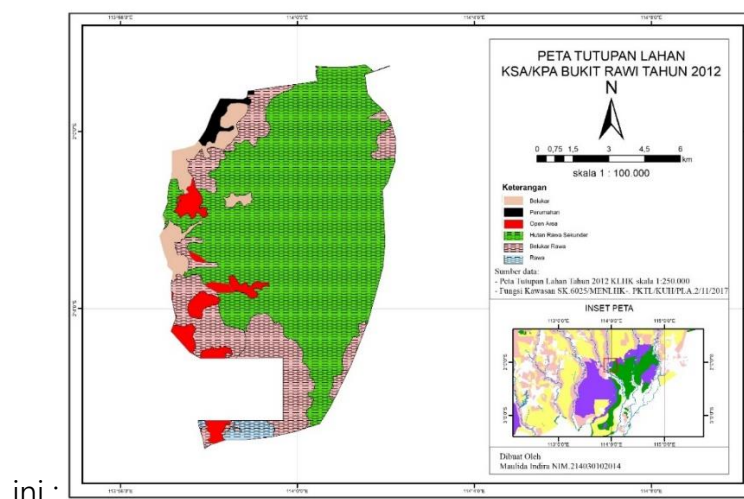 PETA TUTUPAN LAHAN
KSA/KPA BUKIT RAWI TAHUN 2012
N
0 0,75 1,5 3 4,5 6
km
skala 1 : 100.000
Keterangan
Belukar
Perumahan
Open Area
Hutan Rawa Sekunder
Belukar Rawa
Rawa
Sumber data:
- Peta Tutupan Lahan Tahun 2012 KLHK skala 1:250.000
- Fungsi Kawasan SK.6025/MENLHK-. PKTL/KUH/PLA.2/11/2017
INSET PETA
Dibuat Oleh
Maulida Indira NIM.214030102014
ini :